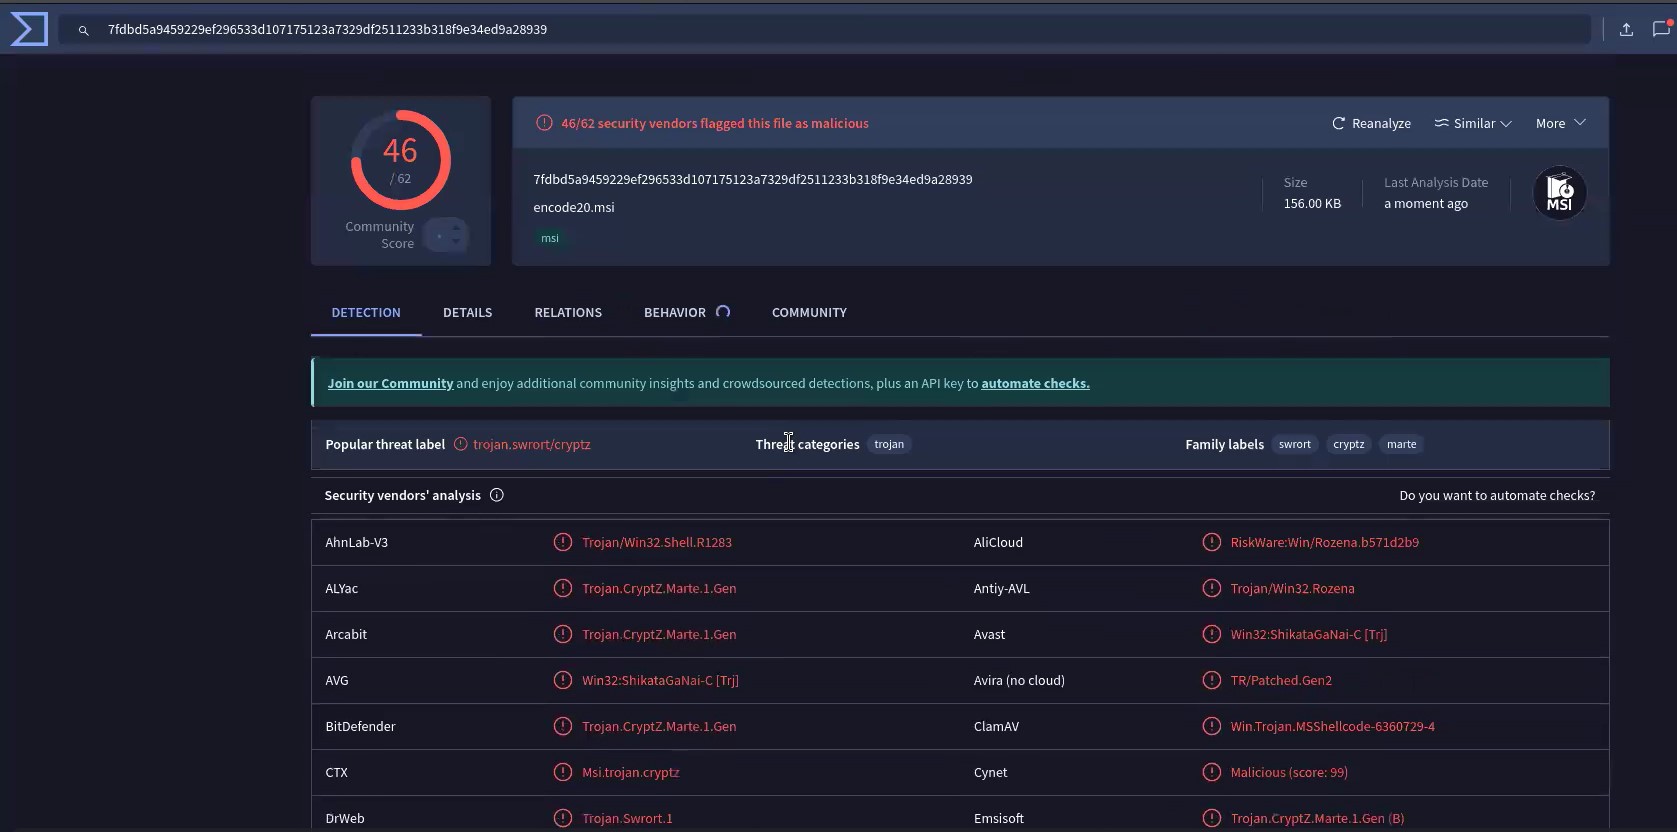 7fdbd5a9459229ef296533d107175123a7329df2511233b318f9e34ed9a28939
46
/ 62
Community
Score
46/62 security vendors flagged this file as malicious
Reanalyze
Similar
More
7fdbd5a9459229ef296533d107175123a7329df2511233b318f9e34ed9a28939
encode20.msi
msi
Size
156.00 KB
Last Analysis Date
a moment ago
MSI
DETECTION
DETAILS
RELATIONS
BEHAVIOR
COMMUNITY
Join our Community and enjoy additional community insights and crowdsourced detections, plus an API key to automate checks.
Popular threat label trojan.swrort/cryptz
Threat categories trojan
Family labels swrort cryptz marte
Security vendors' analysis
Do you want to automate checks?
AhnLab-V3 Trojan/Win32.Shell.R1283
AliCloud RiskWare:Win/Rozena.b571d2b9
ALYac Trojan.CryptZ.Marte.1.Gen
Antiy-AVL Trojan/Win32.Rozena
Arcabit Trojan.CryptZ.Marte.1.Gen
Avast Win32:ShikataGaNai-C [Trj]
AVG Win32:ShikataGaNai-C [Trj]
Avira (no cloud) TR/Patched.Gen2
BitDefender Trojan.CryptZ.Marte.1.Gen
ClamAV Win.Trojan.MSShellcode-6360729-4
CTX Msi.trojan.cryptz
Cynet Malicious (score: 99)
DrWeb Trojan.Swrort.1
Emsisoft Trojan.CryptZ.Marte.1.Gen (B)